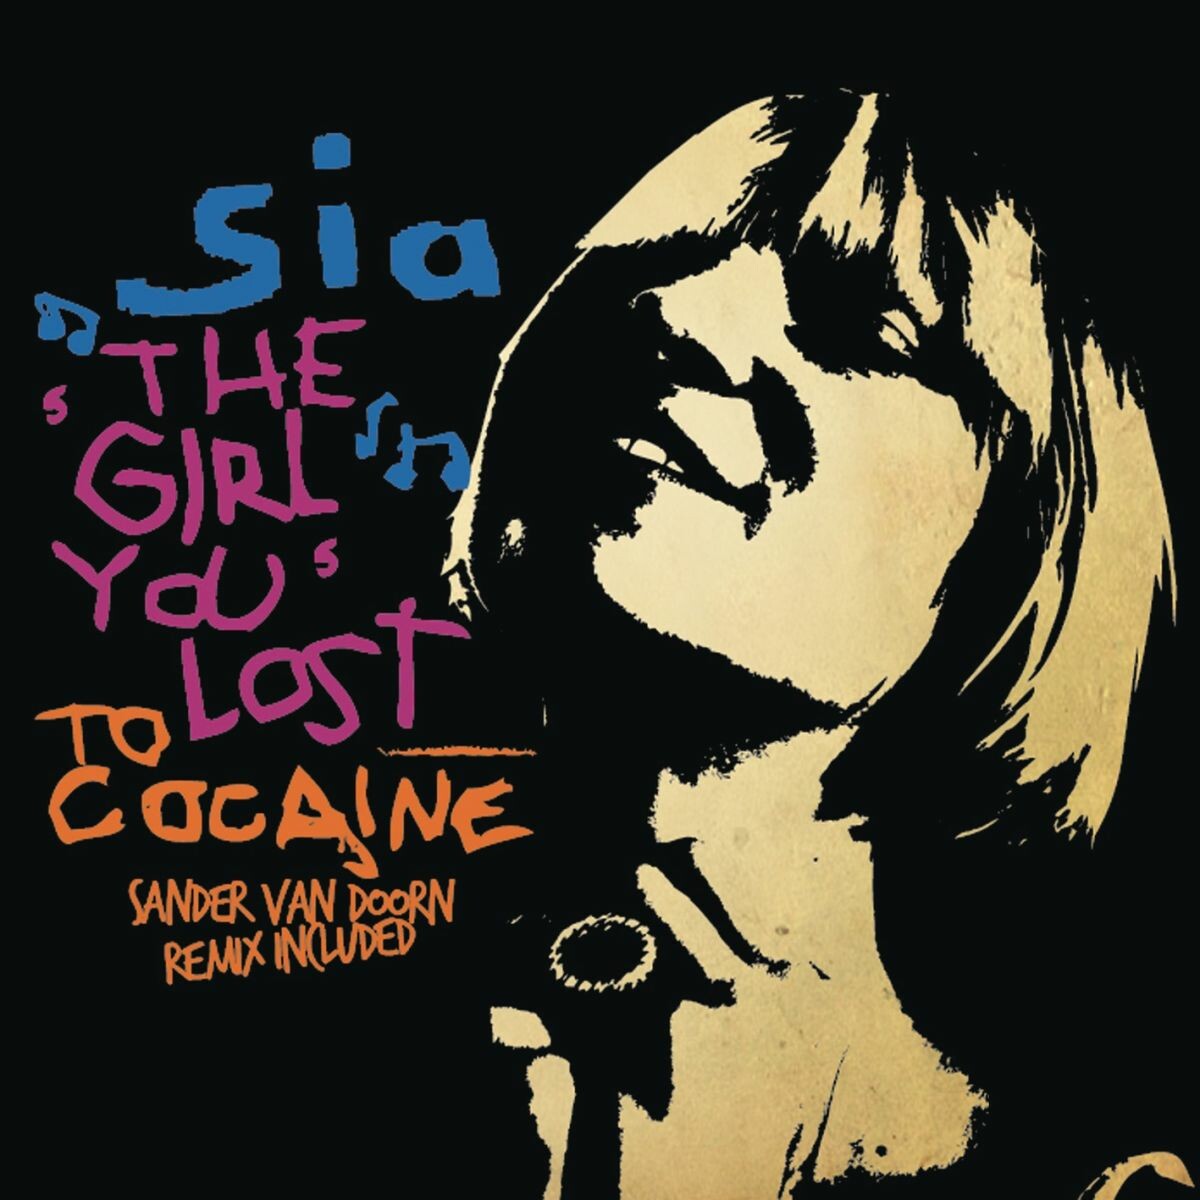 sia
'THE
GIRL
YOU'
LOST
TO
COCAINE
SANDER VAN DOORN
REMIX INCLUDED